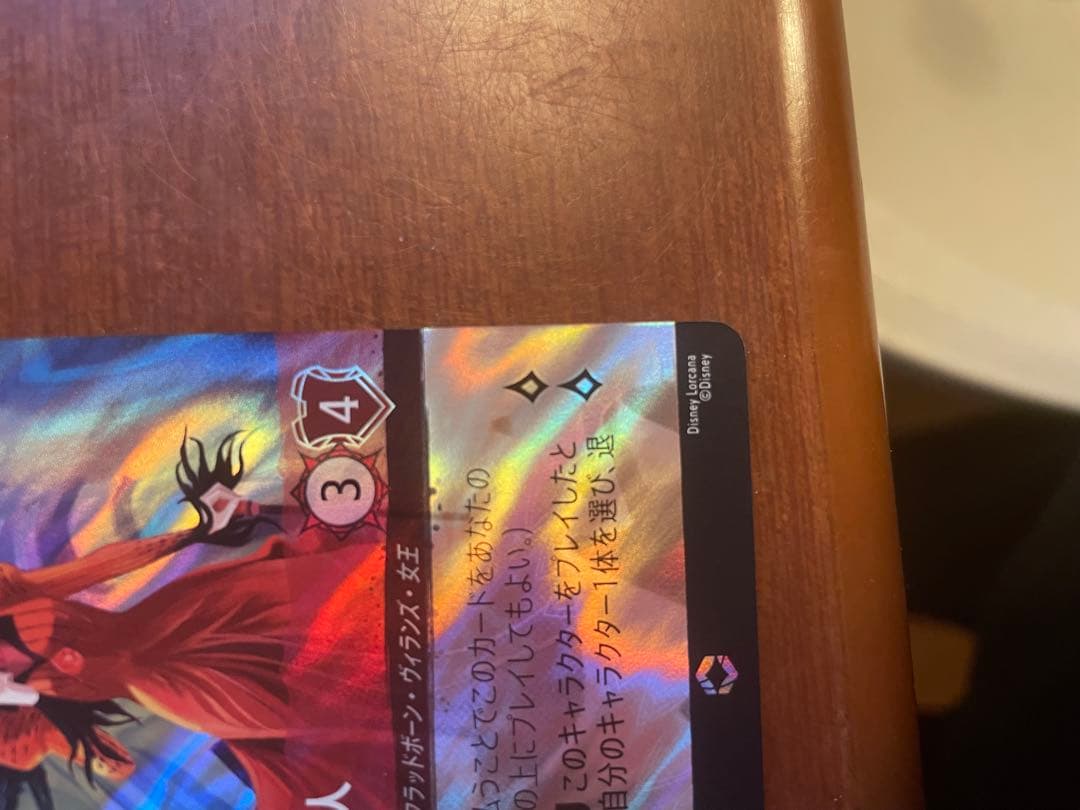 4
3
人
フラッドボーン・ヴィランズ・女王
うことでこのカードをあなたの
の上にプレイしてもよい。)
このキャラクターをプレイしたと
自分のキャラクター1体を選び、退
Disney Lorcana
©Disney